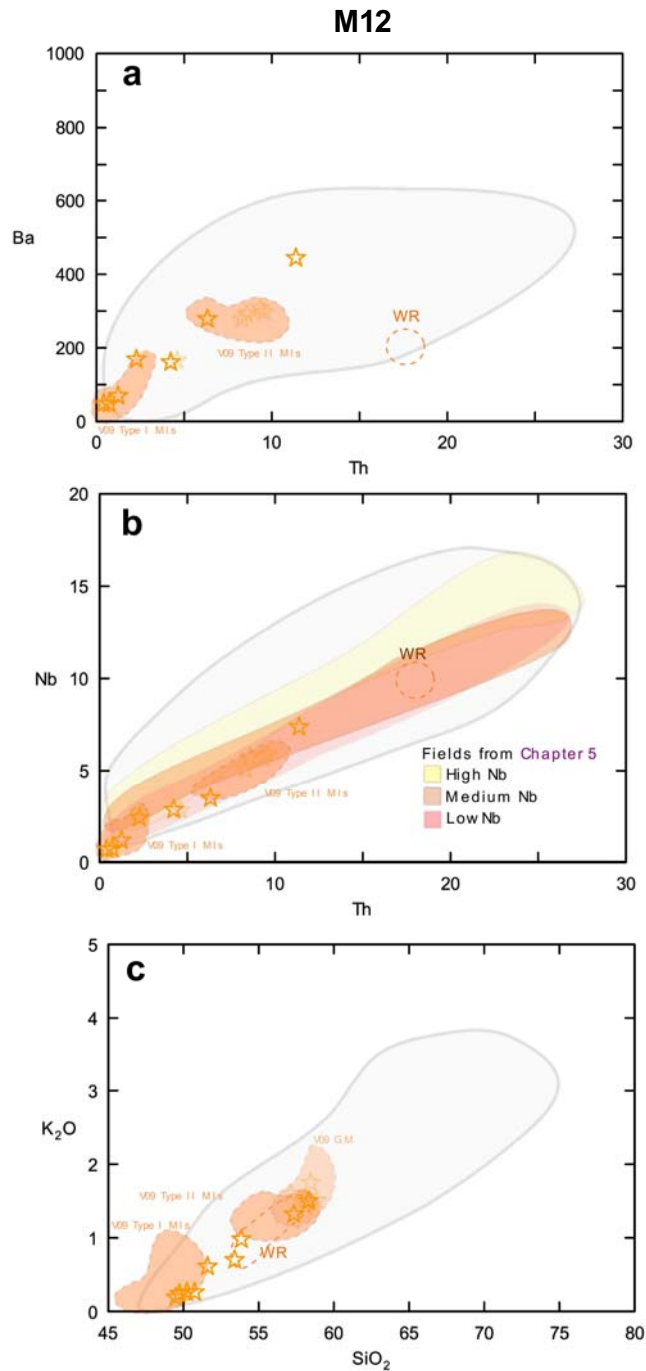 M12
a
1000
800
600
Ba
400
200
0
WR
V09 Type II MIs
V09 Type I MIs
0
10
20
30
Th
b
20
15
Nb
10
5
0
WR
Fields from Chapter 5
High Nb
Medium Nb
Low Nb
V09 Type II MIs
V09 Type I MIs
0
10
20
30
Th
c
5
4
3
K2O
2
1
0
V09 GM
V09 Type II MIs
V09 Type I MIs
WR
45
50
55
60
65
70
75
80
SiO2